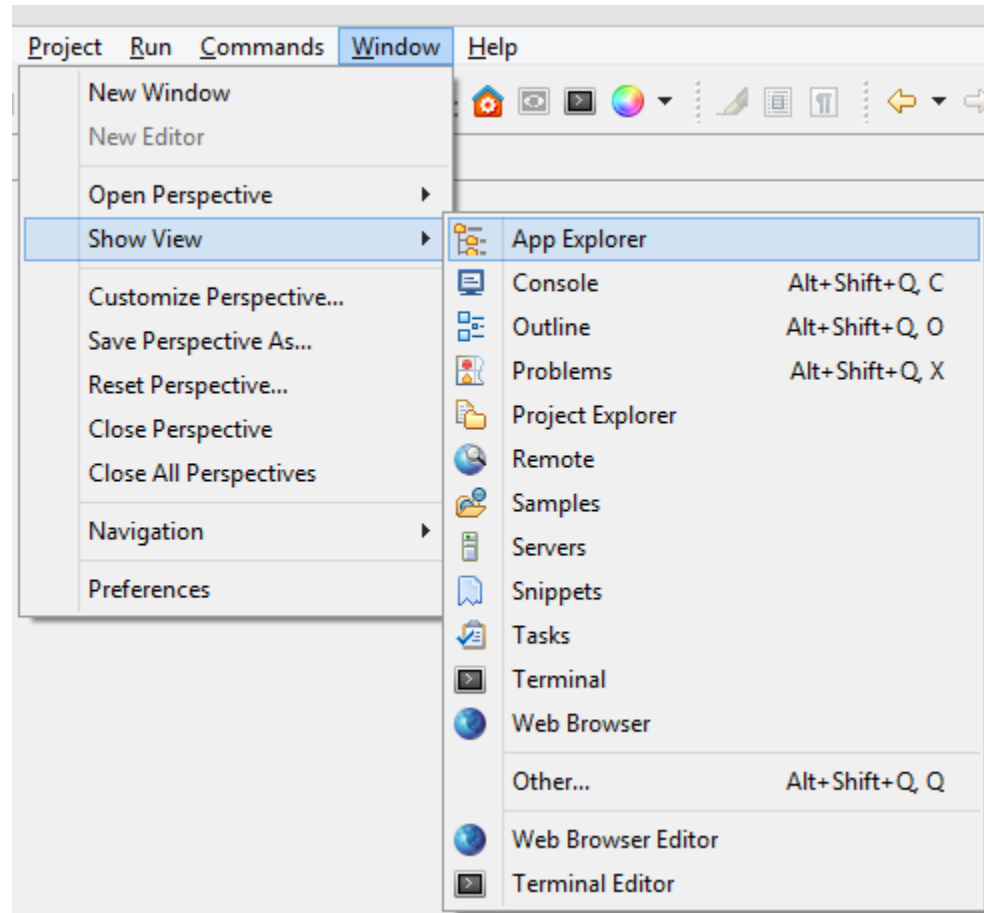 Project Run Commands Window Help
New Window
New Editor
Open Perspective
Show View
Customize Perspective...
Save Perspective As...
Reset Perspective...
Close Perspective
Close All Perspectives
Navigation
Preferences
App Explorer
Console Alt+Shift+Q, C
Outline Alt+Shift+Q, O
Problems Alt+Shift+Q, X
Project Explorer
Remote
Samples
Servers
Snippets
Tasks
Terminal
Web Browser
Other... Alt+Shift+Q, Q
Web Browser Editor
Terminal Editor